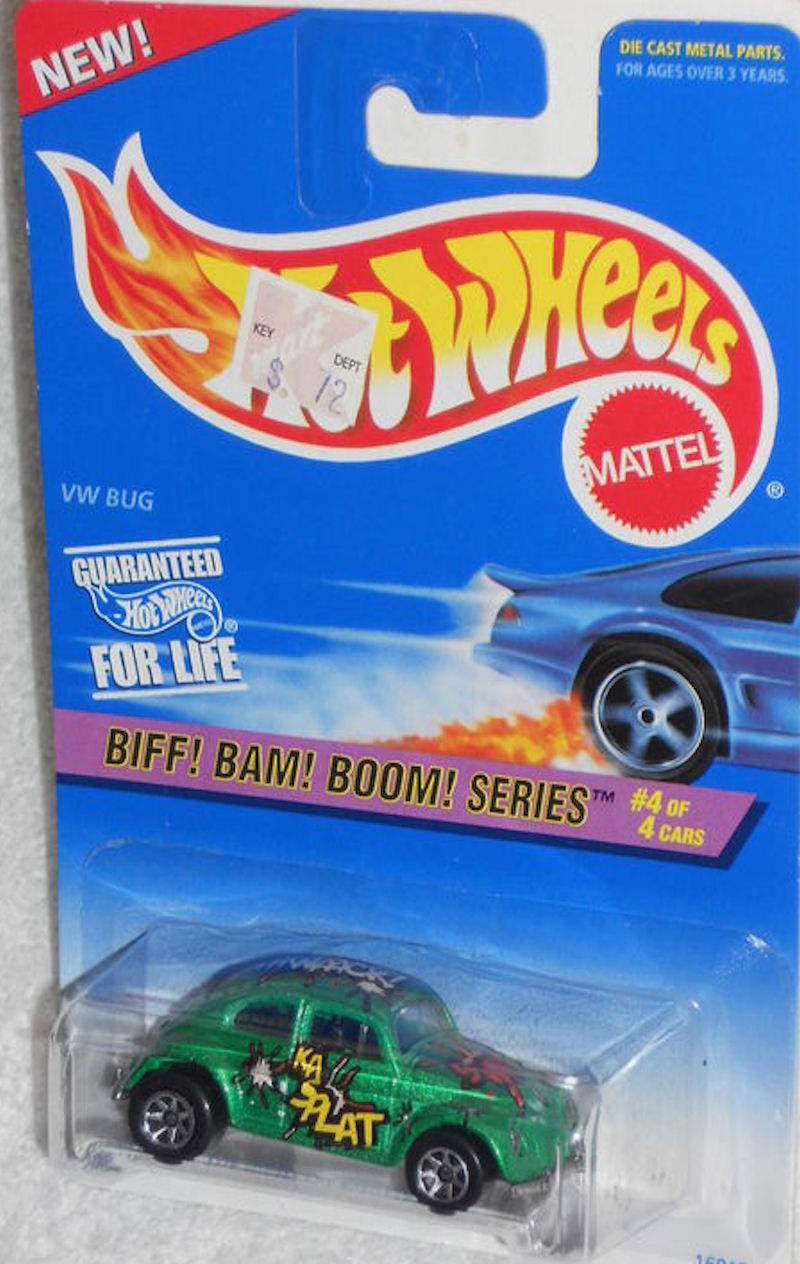 NEW!
DIE CAST METAL PARTS.
FOR AGES OVER 3 YEARS.
Hot Wheels
KEY
DEPT
$. 72
MATTEL
®
VW BUG
GUARANTEED
Hot Wheels
®
FOR LIFE
BIFF! BAM! BOOM! SERIES™
#4 OF
4 CARS
KA
SPLAT